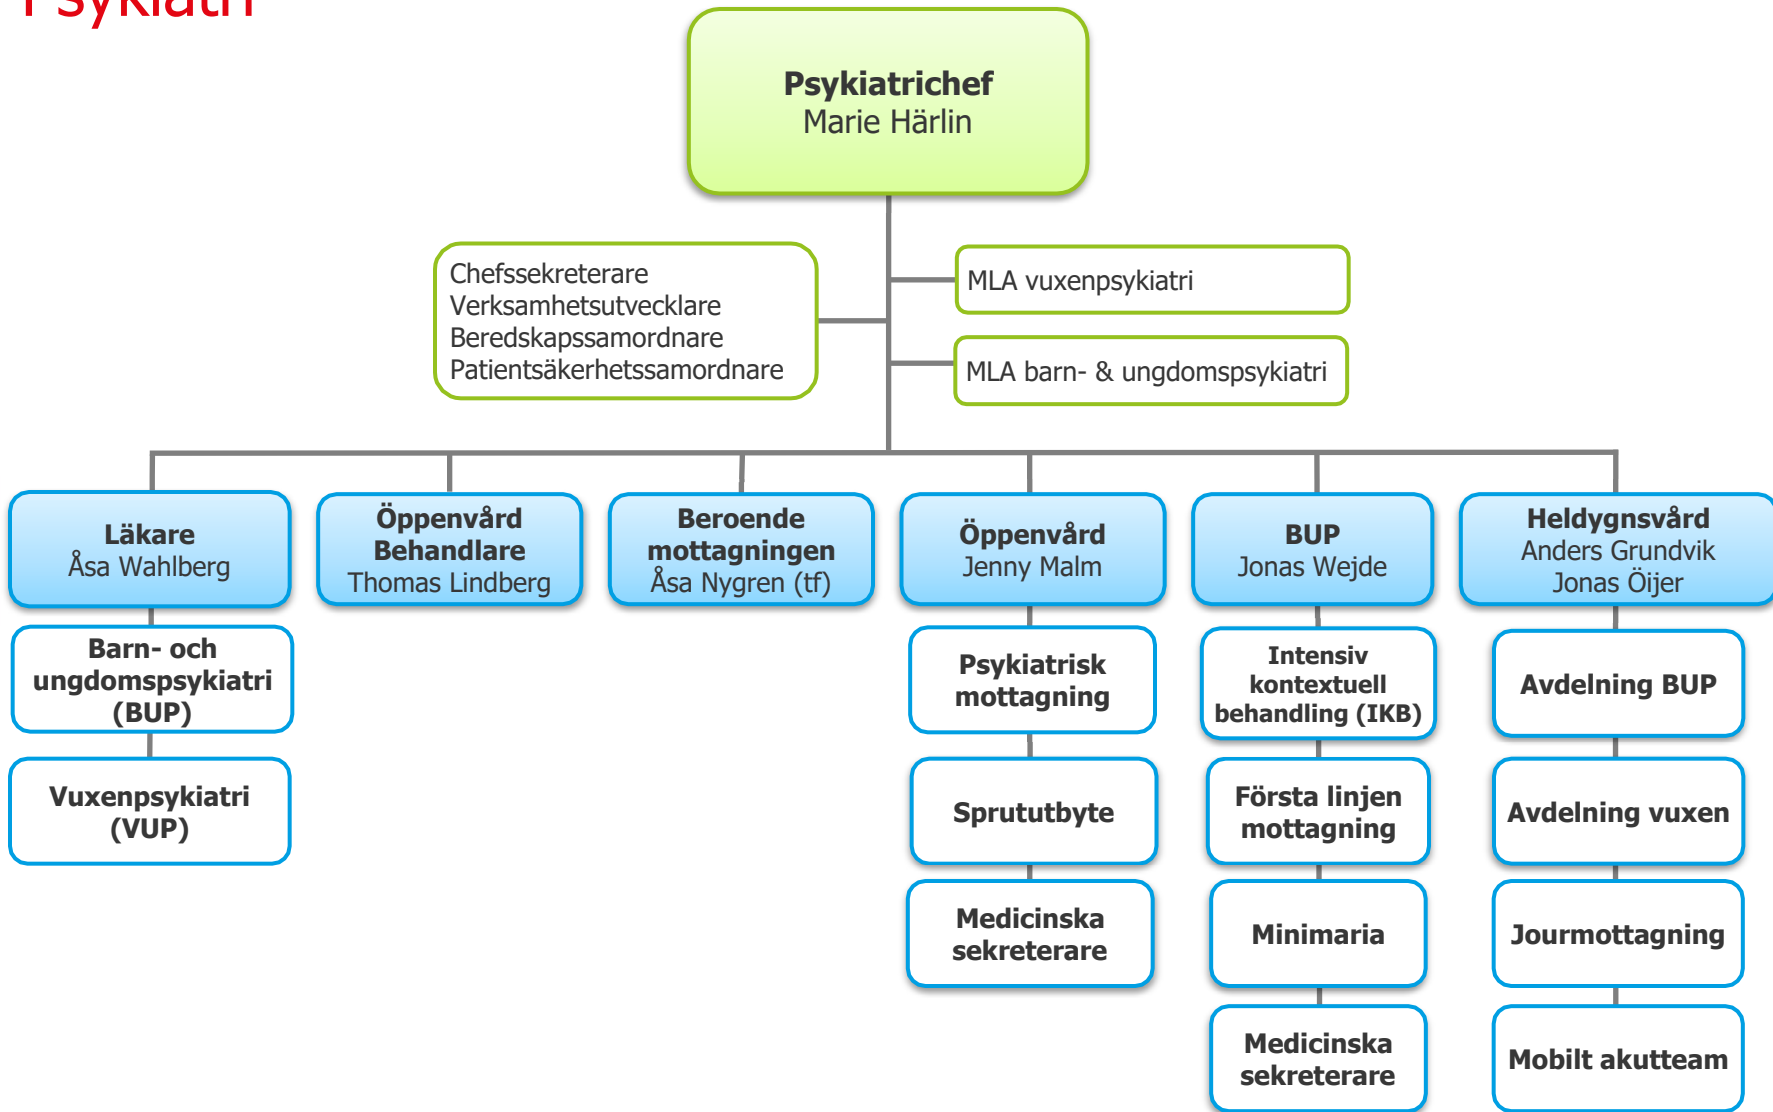 Psykiatri
Psykiatrichef
Marie Härlin
Chefssekreterare
Verksamhetsutvecklare
Beredskapssamordnare
Patientsäkerhetssamordnare
MLA vuxenpsykiatri
MLA barn- & ungdomspsykiatri
Läkare
Åsa Wahlberg
Öppenvård
Behandlare
Thomas Lindberg
Beroende
mottagningen
Åsa Nygren (tf)
Öppenvård
Jenny Malm
BUP
Jonas Wejde
Heldygnsvård
Anders Grundvik
Jonas Öijer
Barn- och
ungdomspsykiatri
(BUP)
Vuxenpsykiatri
(VUP)
Psykiatrisk
mottagning
Sprututbyte
Medicinska
sekreterare
Intensiv
kontextuell
behandling (IKB)
Första linjen
mottagning
Minimaria
Medicinska
sekreterare
Avdelning BUP
Avdelning vuxen
Jourmottagning
Mobilt akutteam